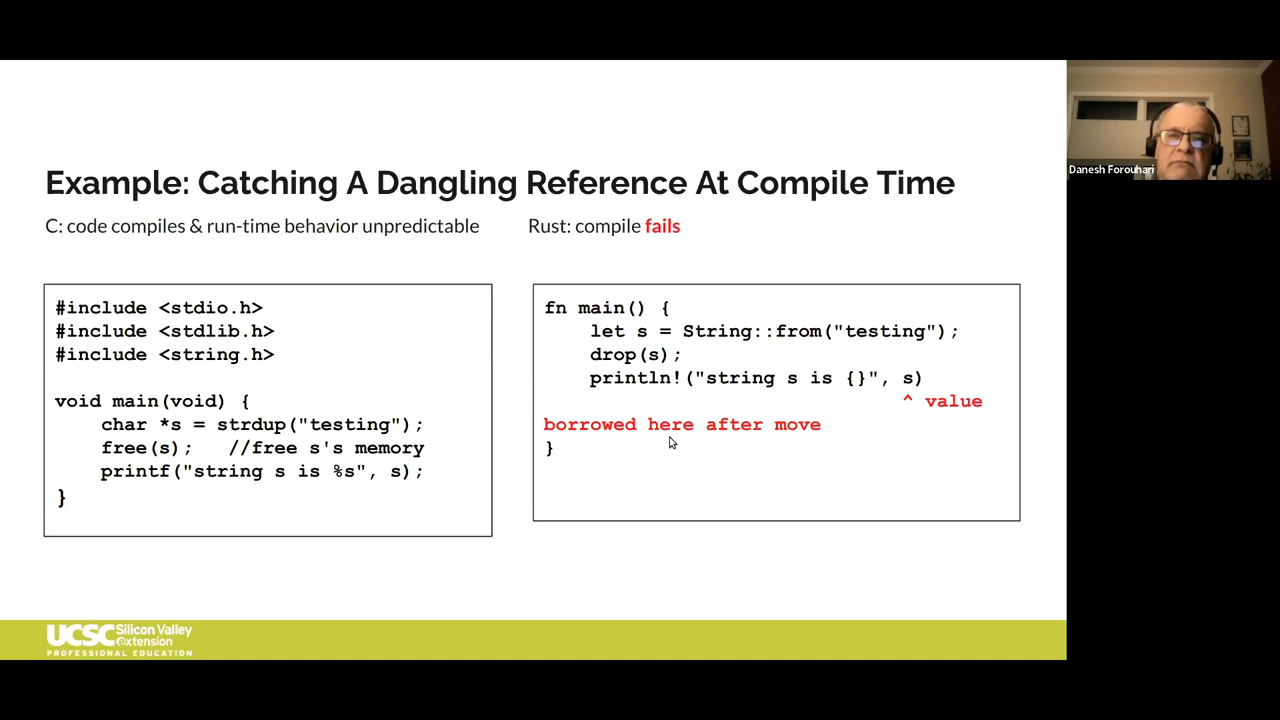 Example: Catching A Dangling Reference At Compile Time
C: code compiles & run-time behavior unpredictable
Rust: compile fails
#include <stdio.h>
#include <stdlib.h>
#include <string.h>
void main(void) {
char *s = strdup("testing");
free(s);   //free s's memory
printf("string s is %s", s);
}
fn main() {
let s = String::from("testing");
drop(s);
println!("string s is {}", s)
^ value
borrowed here after move
}
Danesh Forouhari
UCSC Silicon Valley
extension
PROFESSIONAL EDUCATION